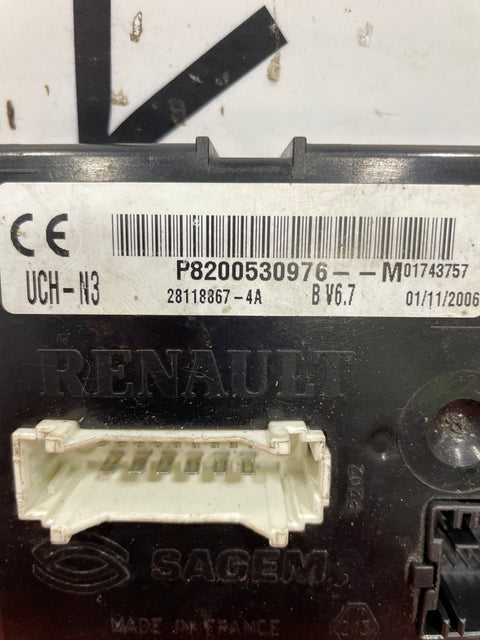 CE
P8200530976--M01743757
UCH-N3 28118867-4A B V6.7 01/11/2006
RENAULT
SAGEM
MADE IN FRANCE